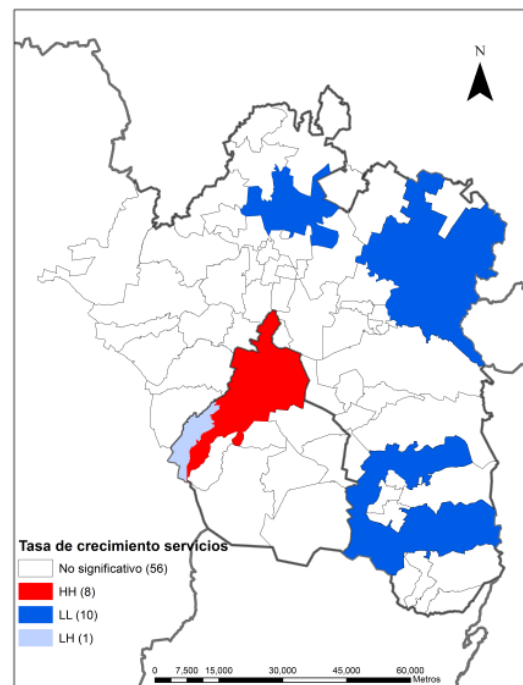 N
Tasa de crecimiento servicios
No significativo (56)
HH (8)
LL (10)
LH (1)
0 7,500 15,000 30,000 45,000 60,000
Metros